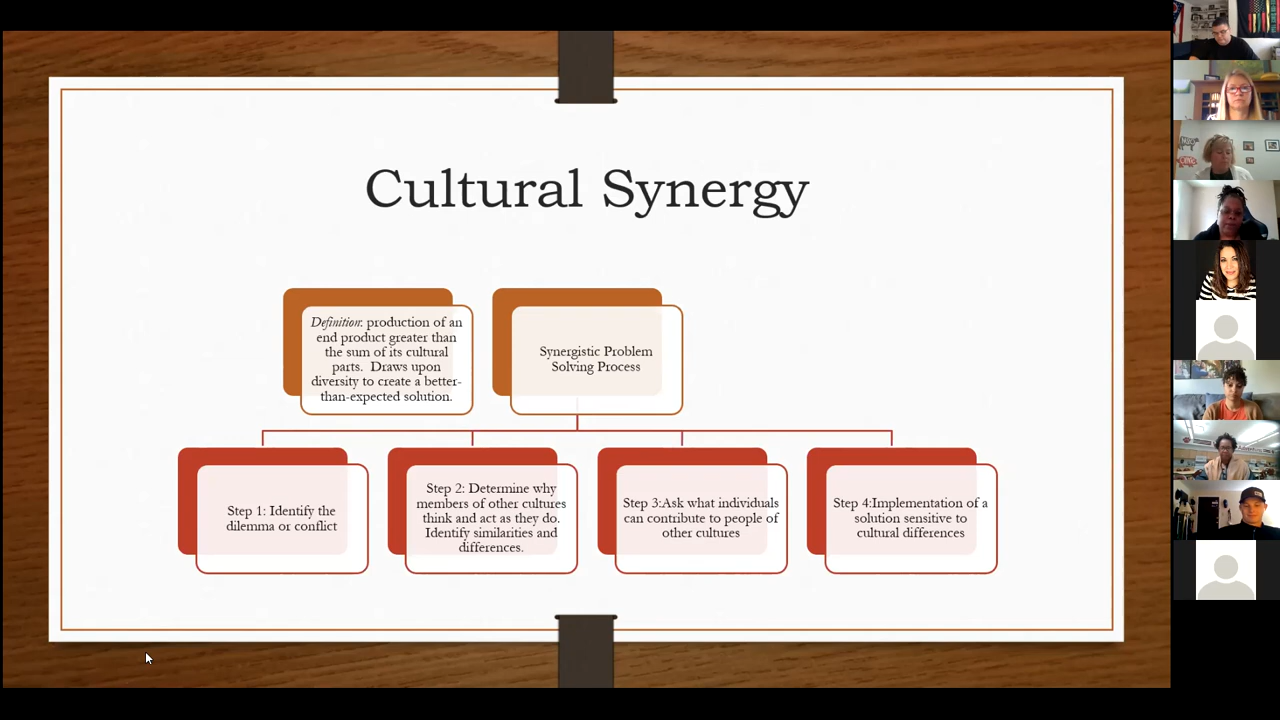 Cultural Synergy
Definition: production of an
end product greater than
the sum of its cultural
parts. Draws upon
diversity to create a better-
than-expected solution.
Synergistic Problem
Solving Process
Step 1: Identify the
dilemma or conflict
Step 2: Determine why
members of other cultures
think and act as they do.
Identify similarities and
differences.
Step 3:Ask what individuals
can contribute to people of
other cultures
Step 4:Implementation of a
solution sensitive to
cultural differences